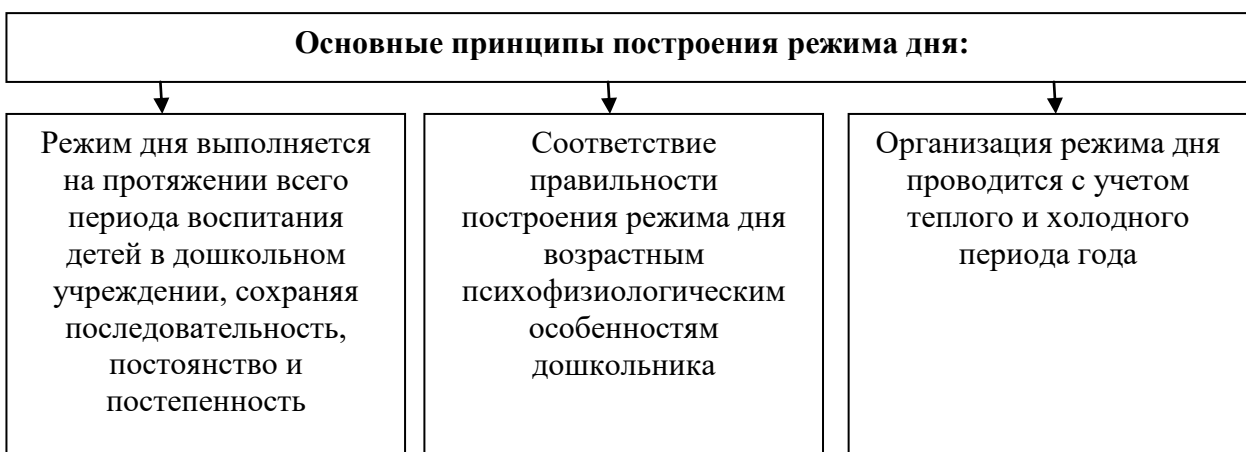 Основные принципы построения режима дня:
Режим дня выполняется
на протяжении всего
периода воспитания
детей в дошкольном
учреждении, сохраняя
последовательность,
постоянство и
постепенность
Соответствие
правильности
построения режима дня
возрастным
психофизиологическим
особенностям
дошкольника
Организация режима дня
проводится с учетом
теплого и холодного
периода года